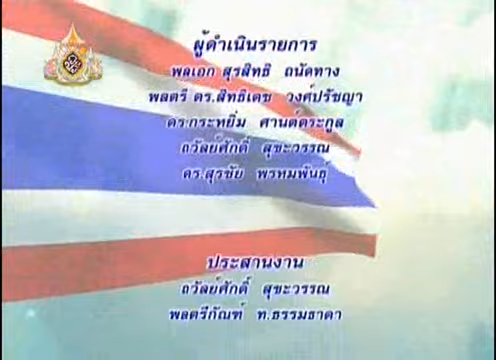 ผู้ดำเนินรายการ
พลเอก สุรสิทธิ ถนัดทาง
พลตรี ดร.สิทธิเดช วงศ์ปรัชญา
ดร.กระหยิ่ม ศานต์ตระกูล
ถวัลย์ศักดิ์ สุขะวรรณ
ดร.สุรชัย พรหมพันธุ์
ประสานงาน
ถวัลย์ศักดิ์ สุขะวรรณ
พลตรีกัณฑ์ ท.ธรรมธาดา